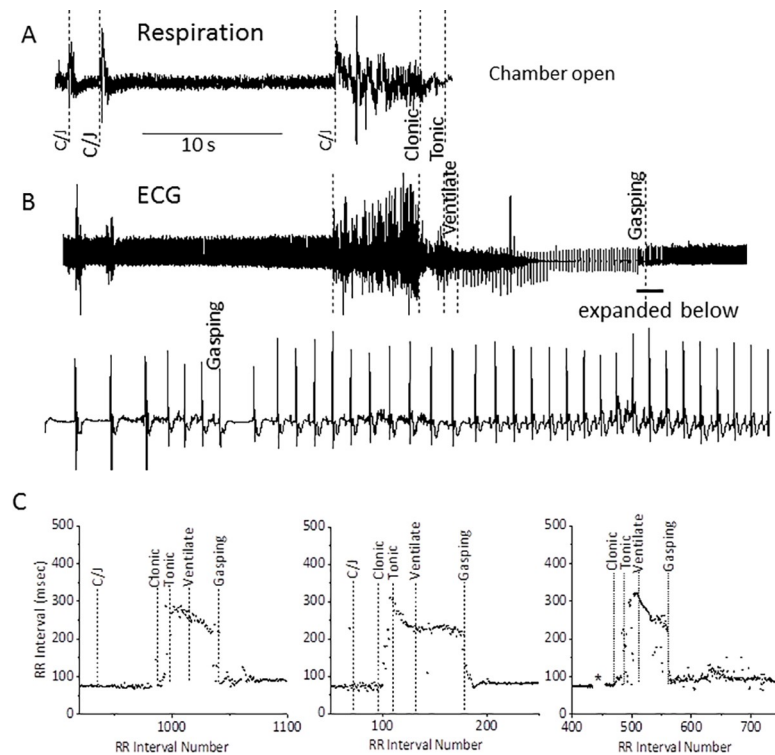 A
Respiration
Chamber open
C/J
C/J
10 s
C/J
Clonic
Tonic
B
ECG
Ventilate
Gasping
expanded below
Gasping
C
500
400
300
200
100
0
RR Interval (msec)
C/J
Clonic
Tonic
Ventilate
Gasping
1000
1100
RR Interval Number
500
400
300
200
100
0
C/J
Clonic
Tonic
Ventilate
Gasping
100
200
RR Interval Number
500
400
300
200
100
0
*
Clonic
Tonic
Ventilate
Gasping
400
500
600
700
RR Interval Number